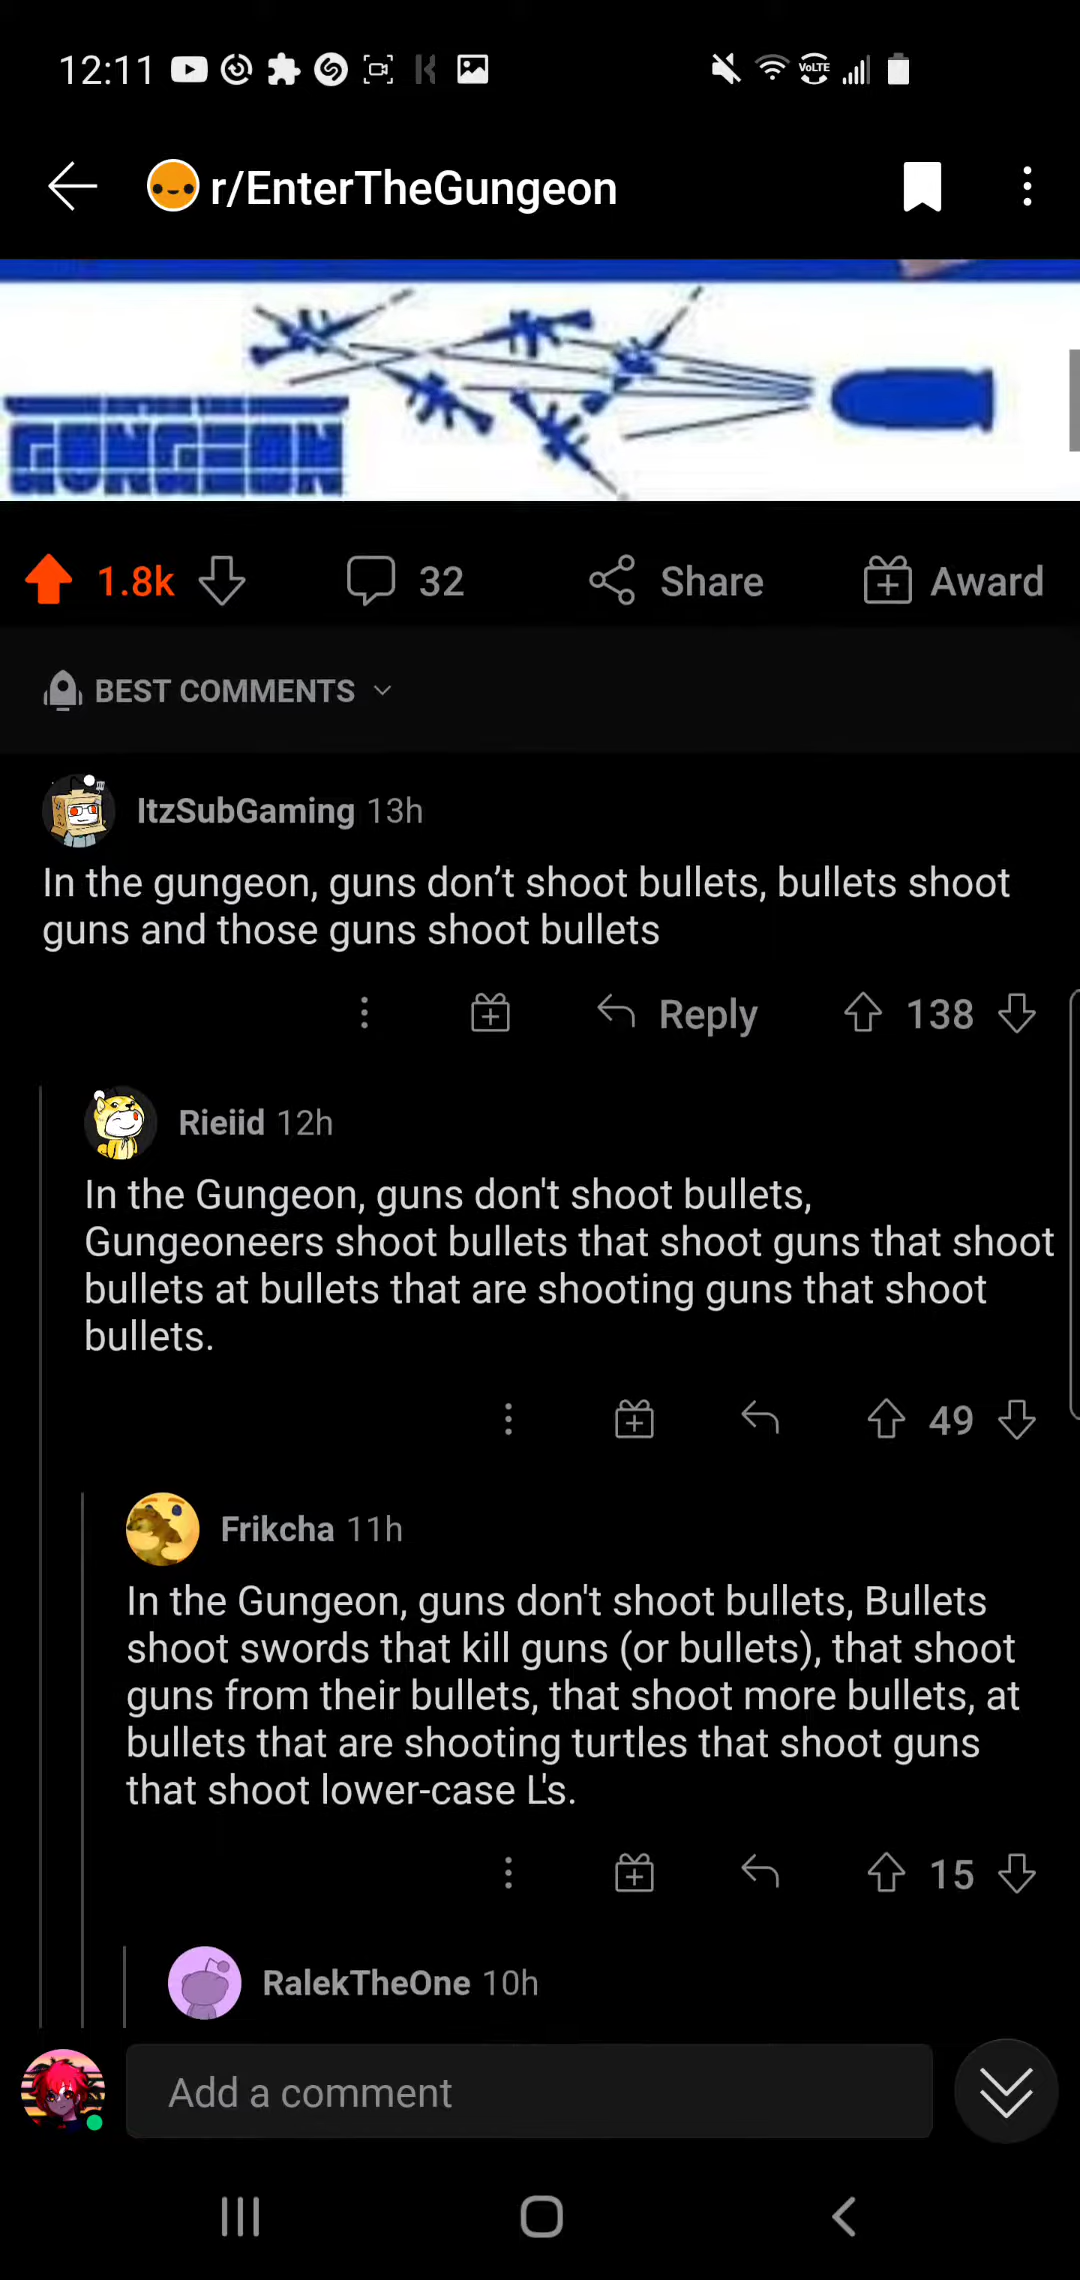 12:11
VoLTE
r/EnterTheGungeon
GUNGEON
1.8k
32
Share
Award
BEST COMMENTS
ItzSubGaming 13h
In the gungeon, guns don’t shoot bullets, bullets shoot
guns and those guns shoot bullets
Reply
138
Rieiid 12h
In the Gungeon, guns don't shoot bullets,
Gungeoneers shoot bullets that shoot guns that shoot
bullets at bullets that are shooting guns that shoot
bullets.
49
Frikcha 11h
In the Gungeon, guns don't shoot bullets, Bullets
shoot swords that kill guns (or bullets), that shoot
guns from their bullets, that shoot more bullets, at
bullets that are shooting turtles that shoot guns
that shoot lower-case L's.
15
RalekTheOne 10h
Add a comment